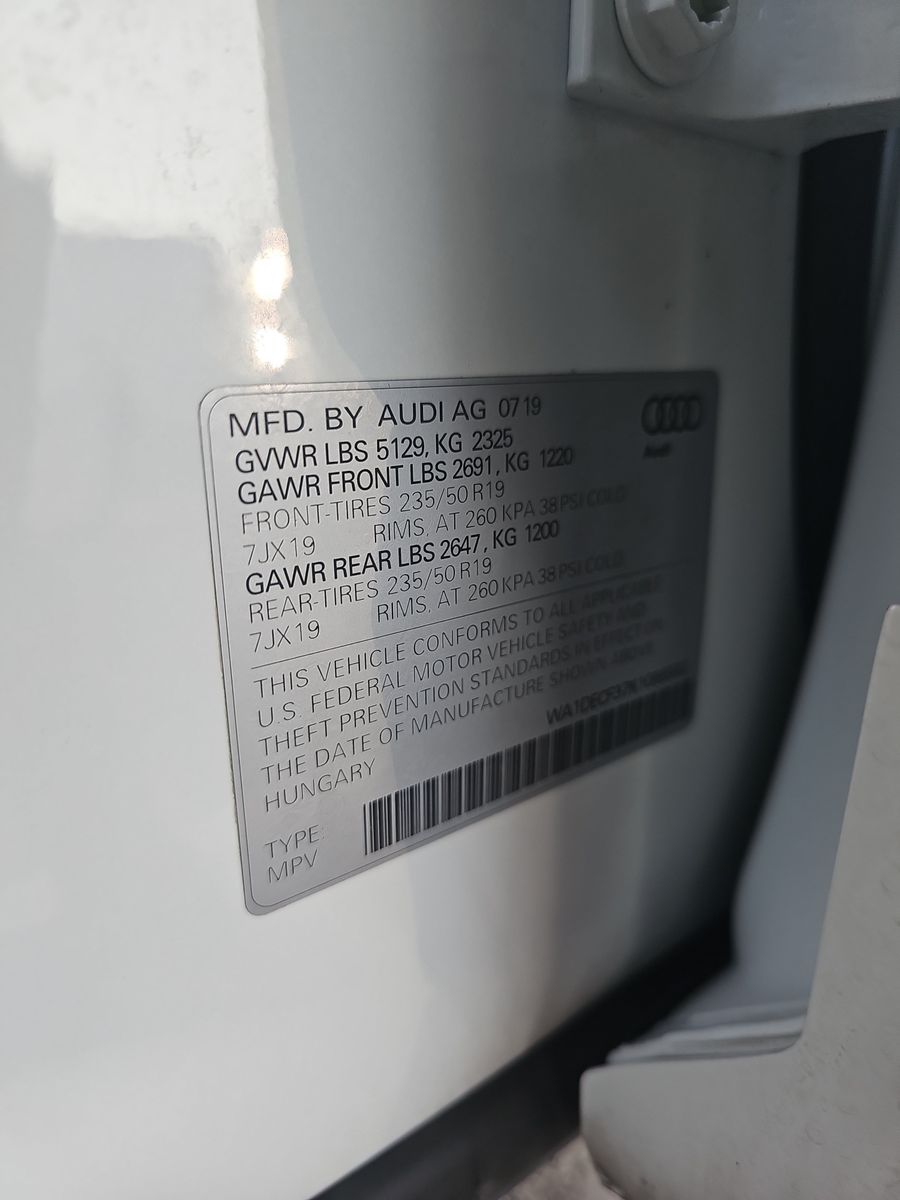 MFD. BY AUDI AG 0719
GVWR LBS 5129, KG 2325
GAWR FRONT LBS 2691, KG 1220
FRONT-TIRES 235/50 R19
7JX19 RIMS, AT 260 KPA 38 PSI COLD
GAWR REAR LBS 2647, KG 1200
REAR-TIRES 235/50 R19
7JX19 RIMS, AT 260 KPA 38 PSI COLD
THIS VEHICLE CONFORMS TO ALL APPLICABLE
U.S. FEDERAL MOTOR VEHICLE SAFETY AND
THEFT PREVENTION STANDARDS IN EFFECT ON
THE DATE OF MANUFACTURE SHOWN ABOVE.
HUNGARY
TYPE:
MPV
Audi